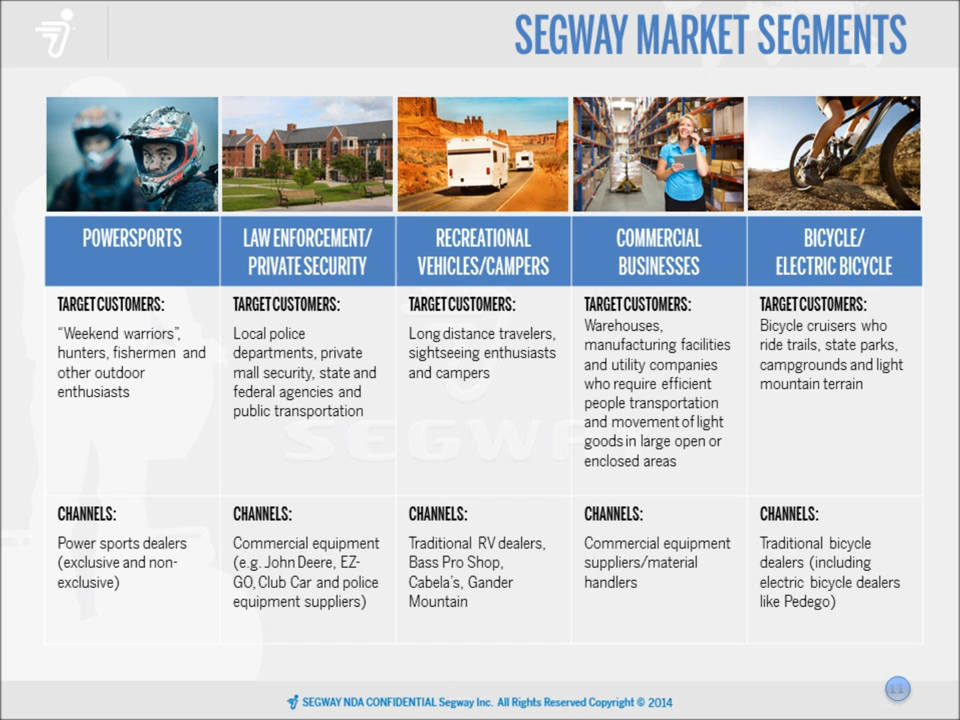 SEGWAY MARKET SEGMENTS
POWERSPORTS
LAW ENFORCEMENT/
PRIVATE SECURITY
RECREATIONAL
VEHICLES/CAMPERS
COMMERCIAL
BUSINESSES
BICYCLE/
ELECTRIC BICYCLE
TARGET CUSTOMERS:
"Weekend warriors",
hunters, fishermen and
other outdoor
enthusiasts
TARGET CUSTOMERS:
Local police
departments, private
mall security, state and
federal agencies and
public transportation
TARGET CUSTOMERS:
Long distance travelers,
sightseeing enthusiasts
and campers
TARGET CUSTOMERS:
Warehouses,
manufacturing facilities
and utility companies
who require efficient
people transportation
and movement of light
goods in large open or
enclosed areas
TARGET CUSTOMERS:
Bicycle cruisers who
ride trails, state parks,
campgrounds and light
mountain terrain
CHANNELS:
Power sports dealers
(exclusive and non-
exclusive)
CHANNELS:
Commercial equipment
(e.g. John Deere, EZ-
GO, Club Car and police
equipment suppliers)
CHANNELS:
Traditional RV dealers,
Bass Pro Shop,
Cabela's, Gander
Mountain
CHANNELS:
Commercial equipment
suppliers/material
handlers
CHANNELS:
Traditional bicycle
dealers (including
electric bicycle dealers
like Pedego)
SEGWA
SEGWAY NDA CONFIDENTIAL Segway Inc. All Rights Reserved Copyright © 2014
11